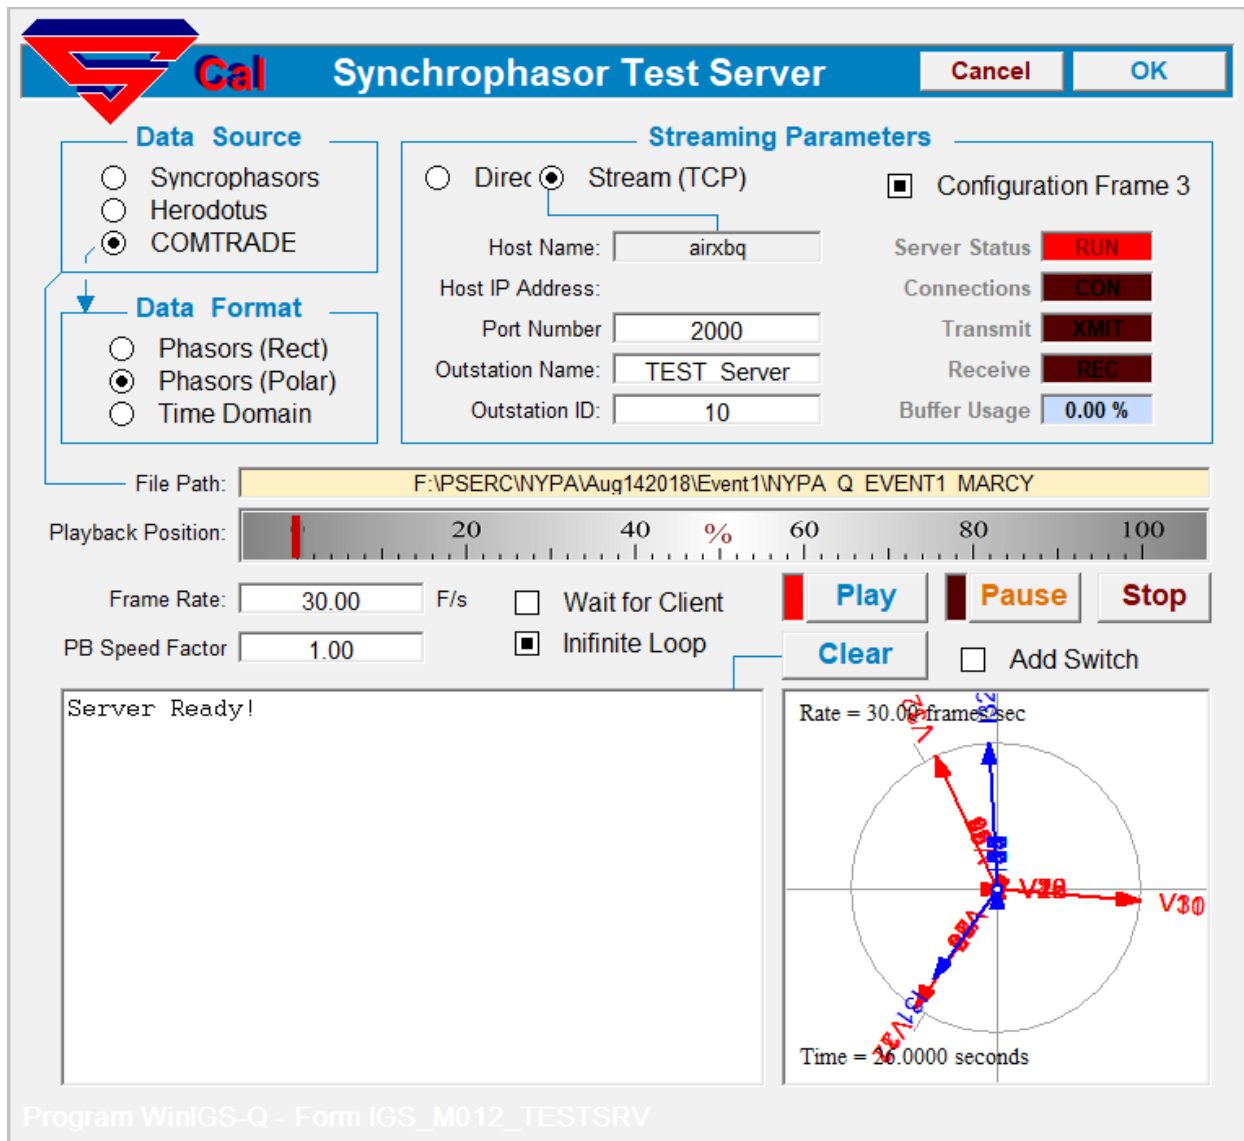 Cal Synchrophasor Test Server Cancel OK
Data Source
Syncrophasors
Herodotus
COMTRADE
Data Format
Phasors (Rect)
Phasors (Polar)
Time Domain
Streaming Parameters
Direc Stream (TCP)
Configuration Frame 3
Host Name: airxbq
Host IP Address:
Port Number 2000
Outstation Name: TEST Server
Outstation ID: 10
Server Status RUN
Connections CON
Transmit XMIT
Receive REC
Buffer Usage 0.00 %
File Path: F:\PSERC\NYPA\Aug142018\Event1\NYPA Q EVENT1 MARCY
Playback Position: 20 40 % 60 80 100
Frame Rate: 30.00 F/s
PB Speed Factor 1.00
Wait for Client
Inifinite Loop
Play Pause Stop
Clear
Add Switch
Server Ready!
Rate = 30.00 frames/sec
Time = 26.0000 seconds
Program WinIGS-Q - Form IGS_M012_TESTSRV